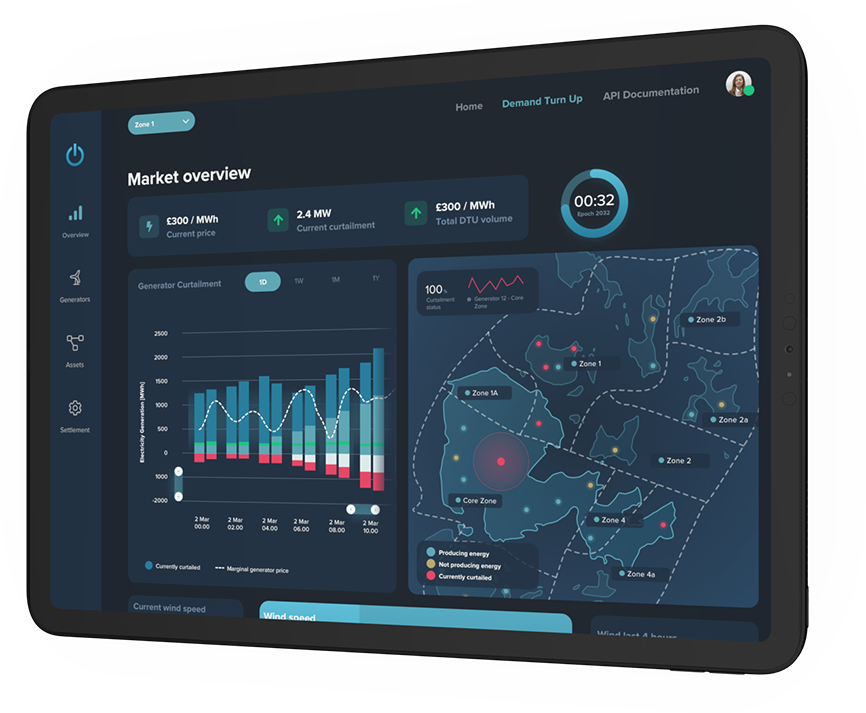 Home
Demand Turn Up
API Documentation
Zone 1
Market overview
£300 / MWh
Current price
2.4 MW
Current curtailment
£300 / MWh
Total DTU volume
00:32
Epoch 2032
Overview
Generators
Assets
Settlement
Generator Curtailment
1D
1W
1M
1Y
2500
2000
1500
1000
500
0
1000
-2000
Electricity Generation [MWh]
2 Mar
00.00
2 Mar
02.00
2 Mar
04.00
2 Mar
06.00
2 Mar
08.00
2 Mar
10.00
Currently curtailed
Marginal generator price
100 %
Curtailment
status
Generator 12 - Core
Zone
Zone 2b
Zone 1
Zone 1A
Zone 2a
Zone 2
Core Zone
Zone 4
Zone 4a
Producing energy
Not producing energy
Currently curtailed
Current wind speed
Wind speed
Wind last 4 hours